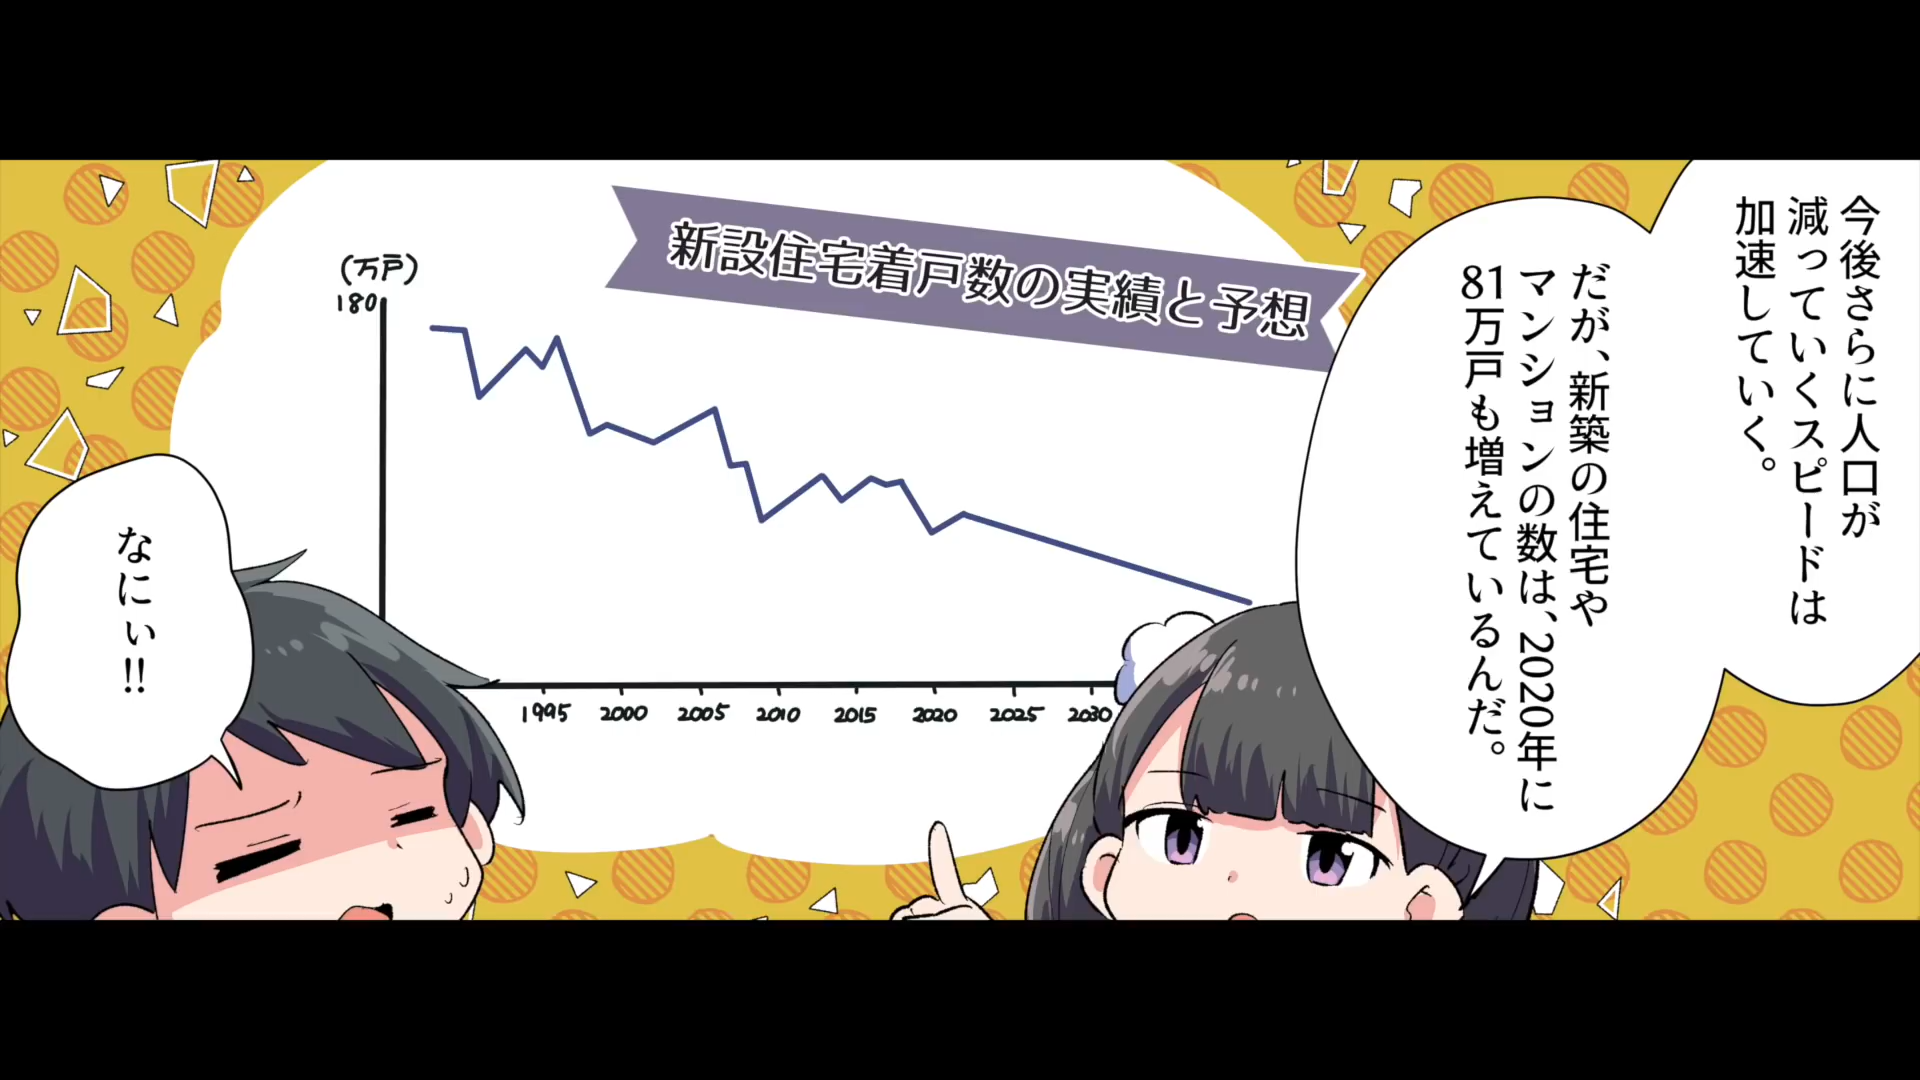 今後さらに人口が
減っていくスピードは
加速していく。
だが、新築の住宅や
マンションの数は、2020年に
81万戸も増えているんだ。
新設住宅着戸数の実績と予想
(万戸)
180
1995 2000 2005 2010 2015 2020 2025 2030
なにぃ!!